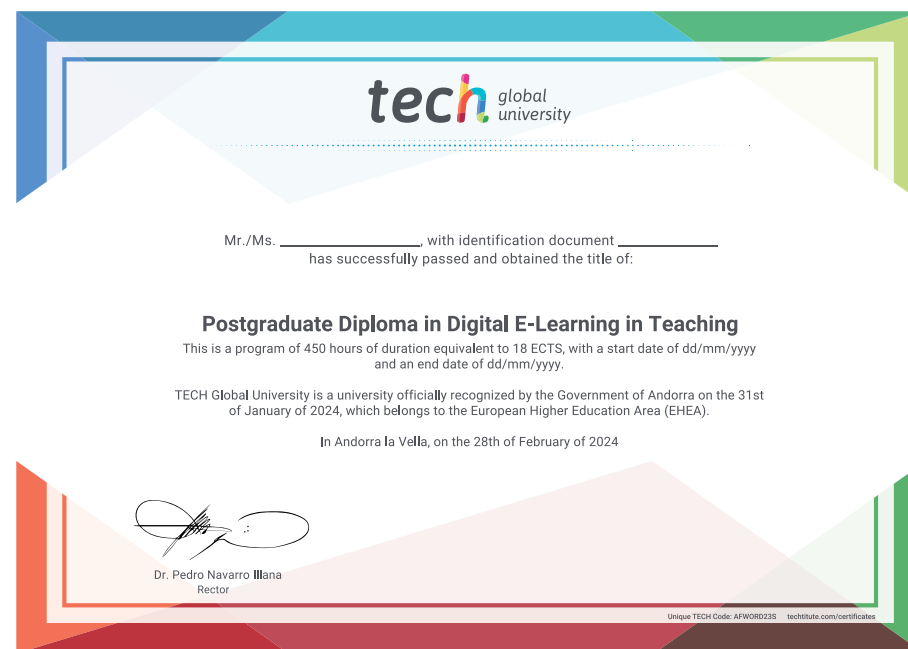 tech global university
Mr./Ms. ____________________, with identification document ______________
has successfully passed and obtained the title of:
Postgraduate Diploma in Digital E-Learning in Teaching
This is a program of 450 hours of duration equivalent to 18 ECTS, with a start date of dd/mm/yyyy
and an end date of dd/mm/yyyy.
TECH Global University is a university officially recognized by the Government of Andorra on the 31st
of January of 2024, which belongs to the European Higher Education Area (EHEA).
In Andorra la Vella, on the 28th of February of 2024
Dr. Pedro Navarro Illana
Rector
Unique TECH Code: AFWORD23S techtitute.com/certificates